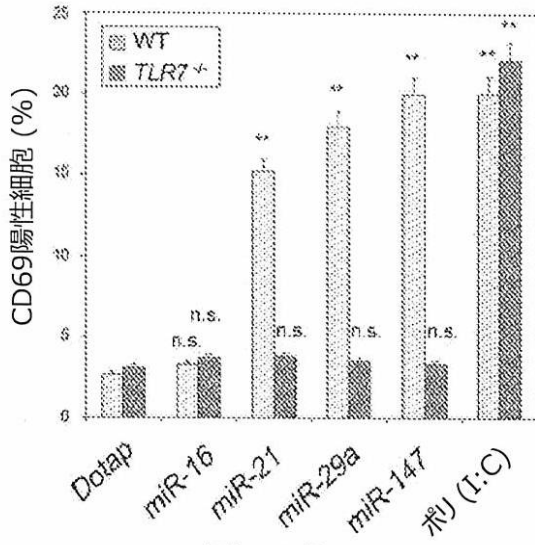 25
20
15
10
5
0
CD69陽性細胞 (%)
WT
TLR7 -/-
n.s.
n.s.
**
n.s.
**
n.s.
**
n.s.
**
**
Dotap
miR-16
miR-21
miR-29a
miR-147
ポリ (I:C)